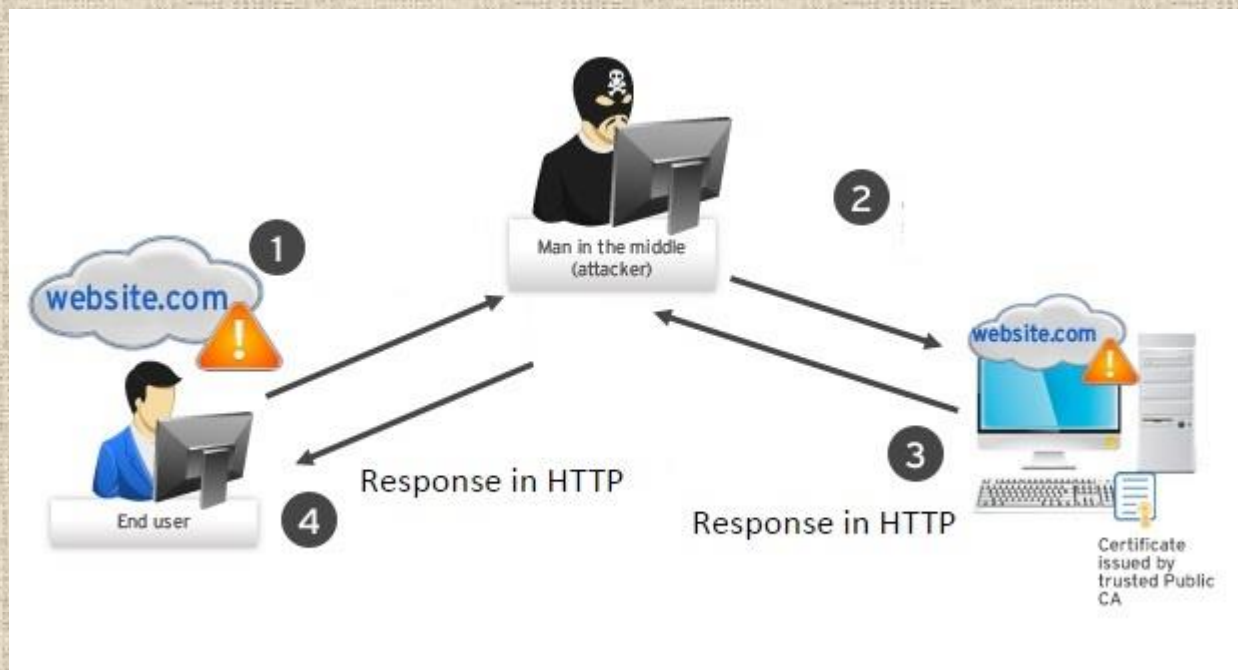 Man in the middle
(attacker)
2
1
website.com
website.com
3
Response in HTTP
End user
4
Response in HTTP
Certificate
issued by
trusted Public
CA